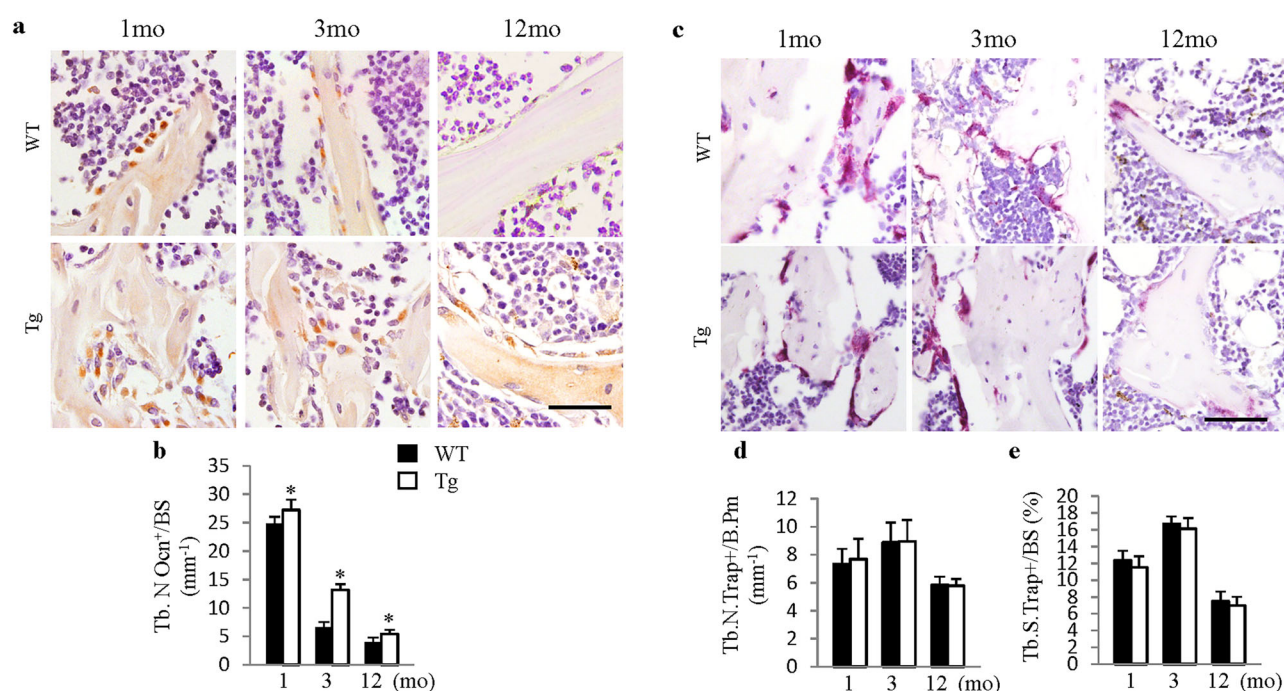 a
1mo 3mo 12mo
WT
Tg
b
WT
Tg
Tb. N Ocn⁺/BS
(mm⁻¹)
35
30
25
20
15
10
5
0
* * *
1 3 12 (mo)
c
1mo 3mo 12mo
WT
Tg
d
Tb.N.Trap+/B.Pm
(mm⁻¹)
12
10
8
6
4
2
0
1 3 12
e
Tb.S.Trap+/BS (%)
20
18
16
14
12
10
8
6
4
2
0
1 3 12 (mo)